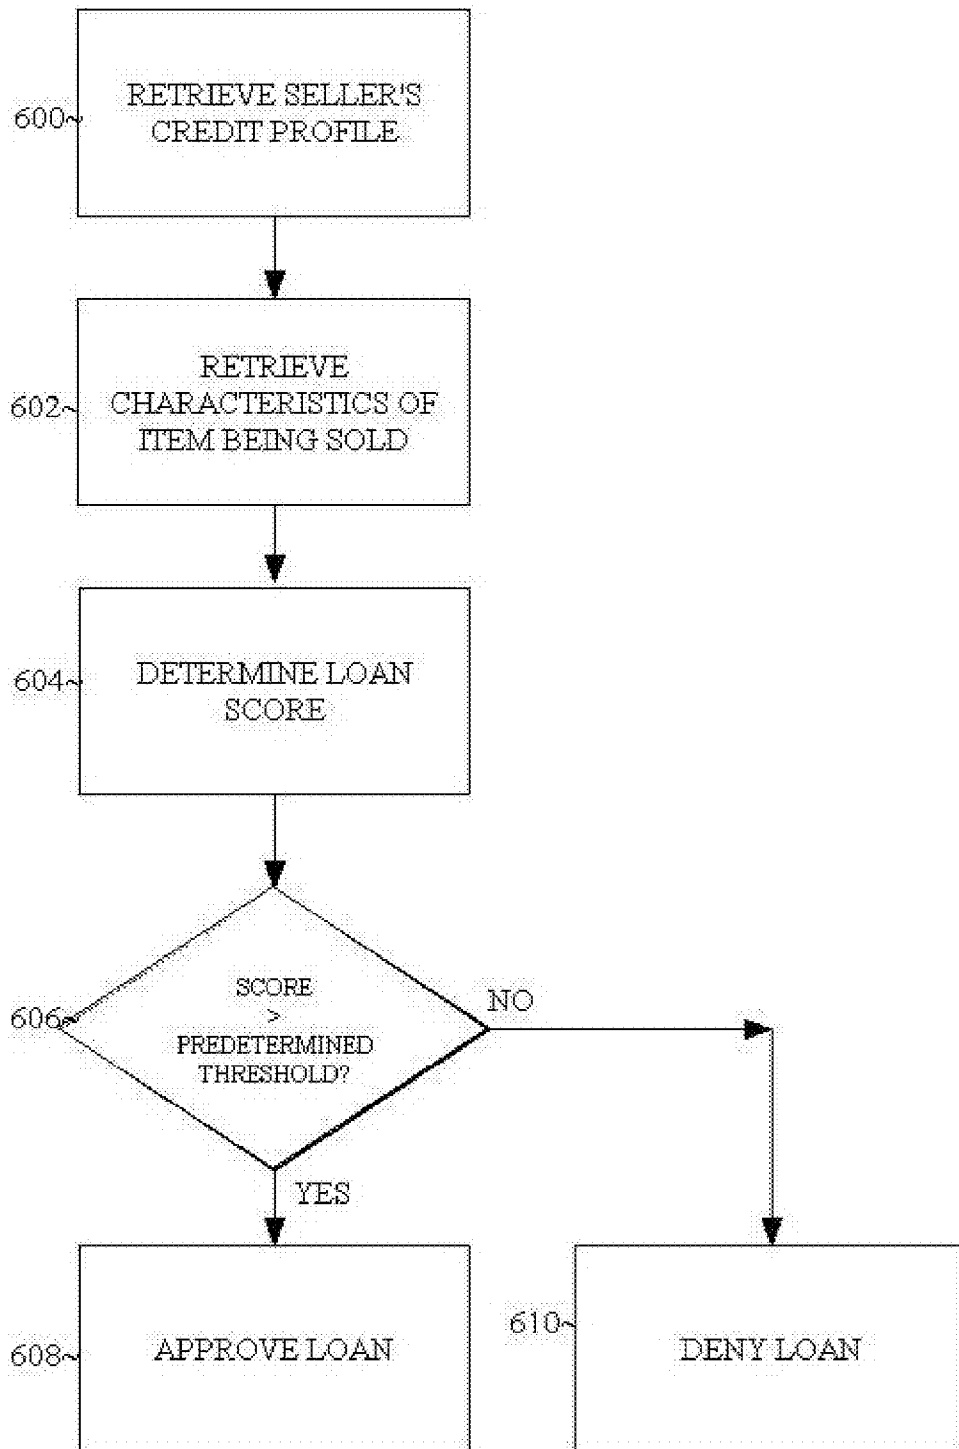 RETRIEVE SELLER'S
600~
CREDIT PROFILE
RETRIEVE
602~
CHARACTERISTICS OF
ITEM BEING SOLD
604~
DETERMINE LOAN
SCORE
606~
SCORE
>
PREDETERMINED
THRESHOLD?
NO
YES
608~
APPROVE LOAN
610~
DENY LOAN